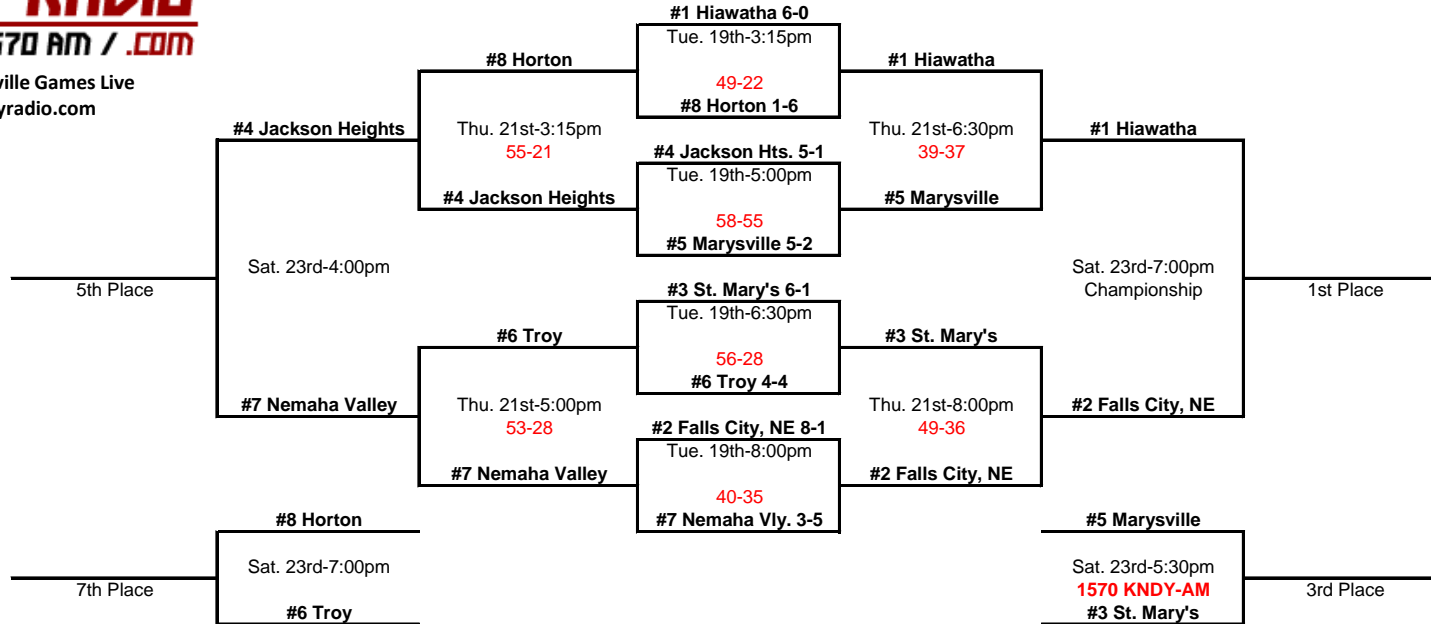 570 AM / .COM
ville Games Live
yradio.com
#1 Hiawatha 6-0
Tue. 19th-3:15pm
49-22
#8 Horton 1-6
#8 Horton
#1 Hiawatha
#4 Jackson Heights
Thu. 21st-3:15pm
55-21
#4 Jackson Hts. 5-1
Tue. 19th-5:00pm
58-55
#5 Marysville 5-2
Thu. 21st-6:30pm
39-37
#1 Hiawatha
#4 Jackson Heights
#5 Marysville
Sat. 23rd-4:00pm
5th Place
Sat. 23rd-7:00pm
Championship
1st Place
#3 St. Mary's 6-1
Tue. 19th-6:30pm
56-28
#6 Troy 4-4
#6 Troy
#3 St. Mary's
#7 Nemaha Valley
Thu. 21st-5:00pm
53-28
#2 Falls City, NE 8-1
Tue. 19th-8:00pm
40-35
#7 Nemaha Vly. 3-5
Thu. 21st-8:00pm
49-36
#2 Falls City, NE
#7 Nemaha Valley
#2 Falls City, NE
#8 Horton
Sat. 23rd-7:00pm
7th Place
#6 Troy
#5 Marysville
Sat. 23rd-5:30pm
1570 KNDY-AM
3rd Place
#3 St. Mary's